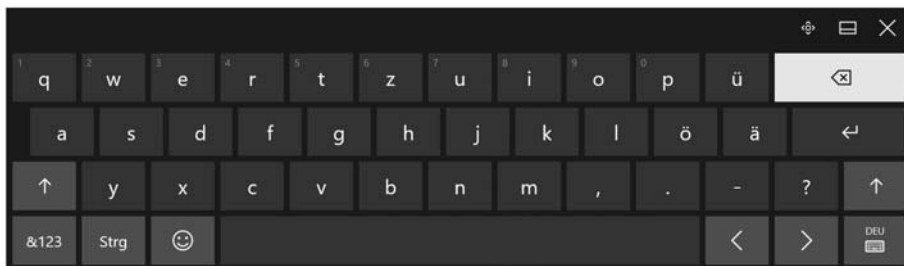 1 q 2 w 3 e 4 r 5 t 6 z 7 u 8 i 9 o 0 p ü
a s d f g h j k l ö ä
y x c v b n m , . - ?
&123 Strg DEU